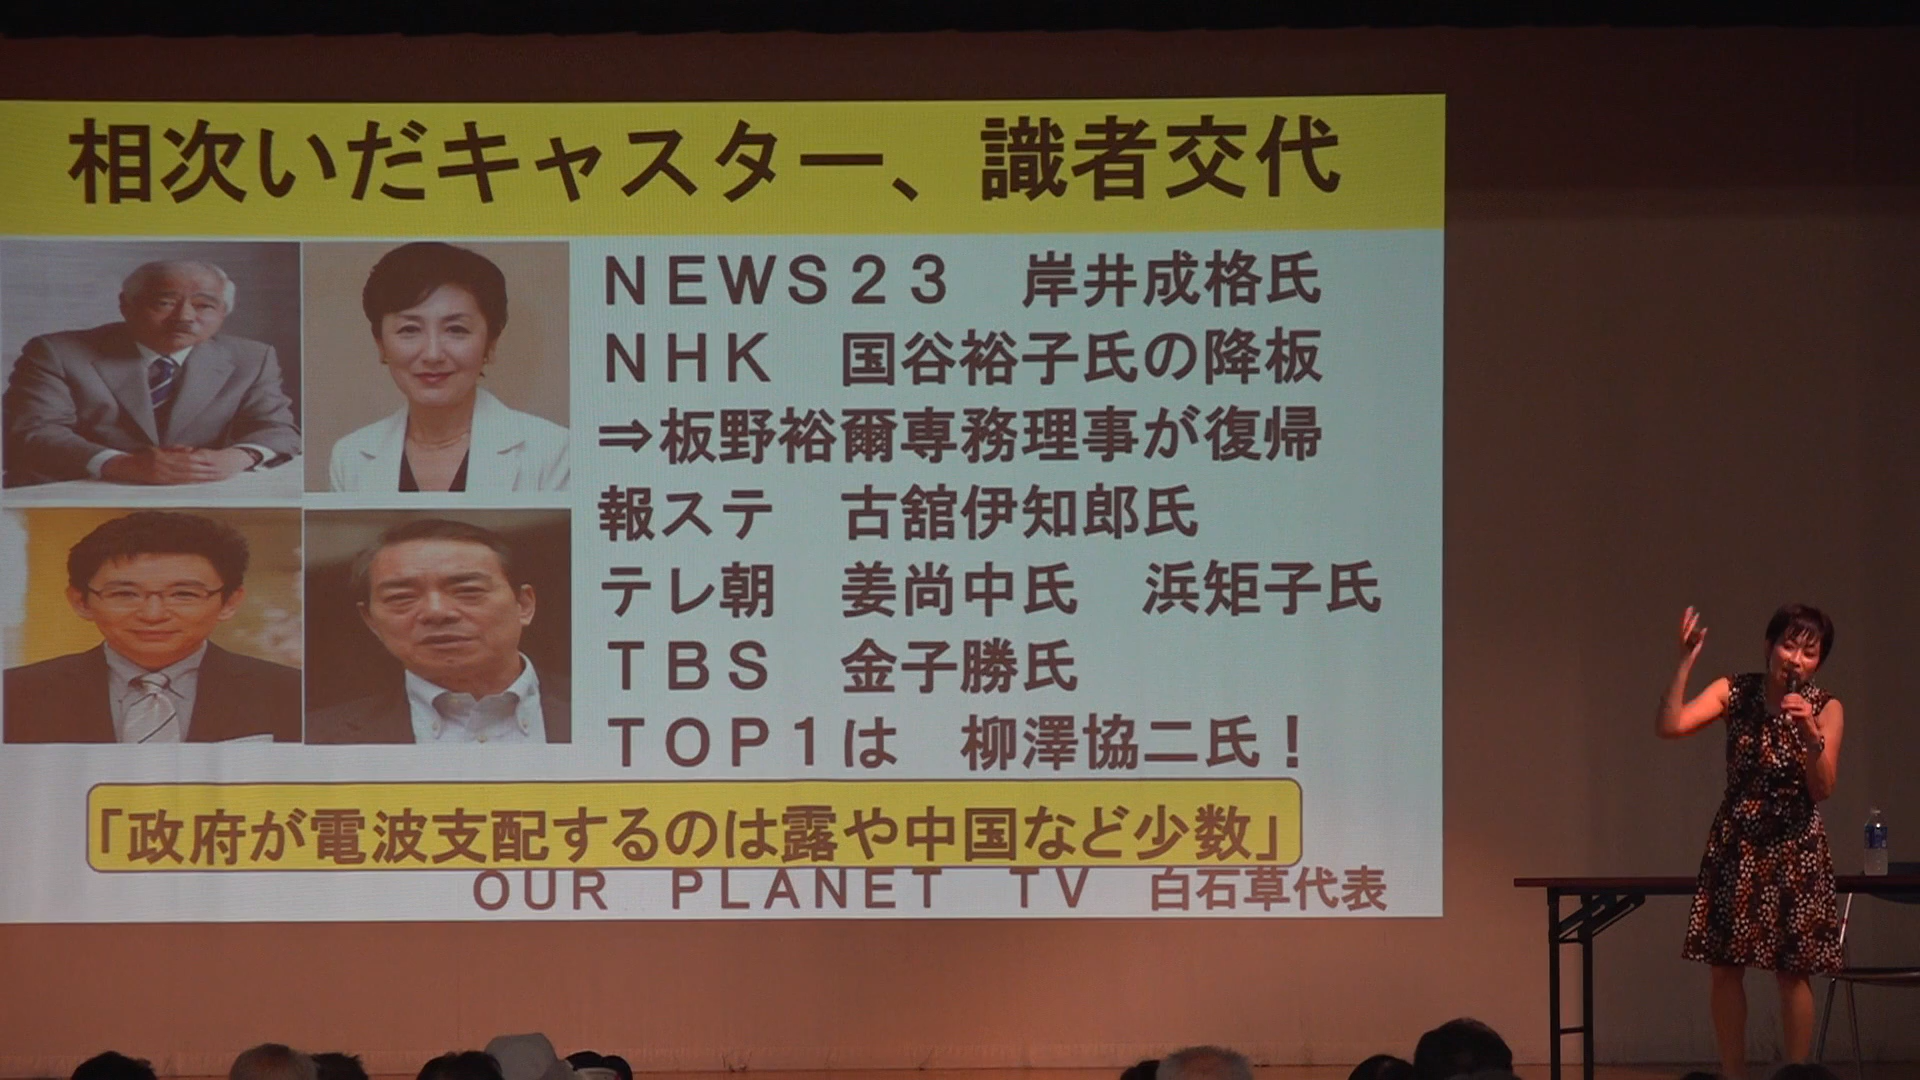 相次いだキャスター、識者交代
ＮＥＷＳ２３　岸井成格氏
ＮＨＫ　国谷裕子氏の降板
⇒板野裕爾専務理事が復帰
報ステ　古舘伊知郎氏
テレ朝　姜尚中氏　浜矩子氏
ＴＢＳ　金子勝氏
ＴＯＰ１は　柳澤協二氏！
「政府が電波支配するのは露や中国など少数」
ＯＵＲ　ＰＬＡＮＥＴ　ＴＶ　白石草代表